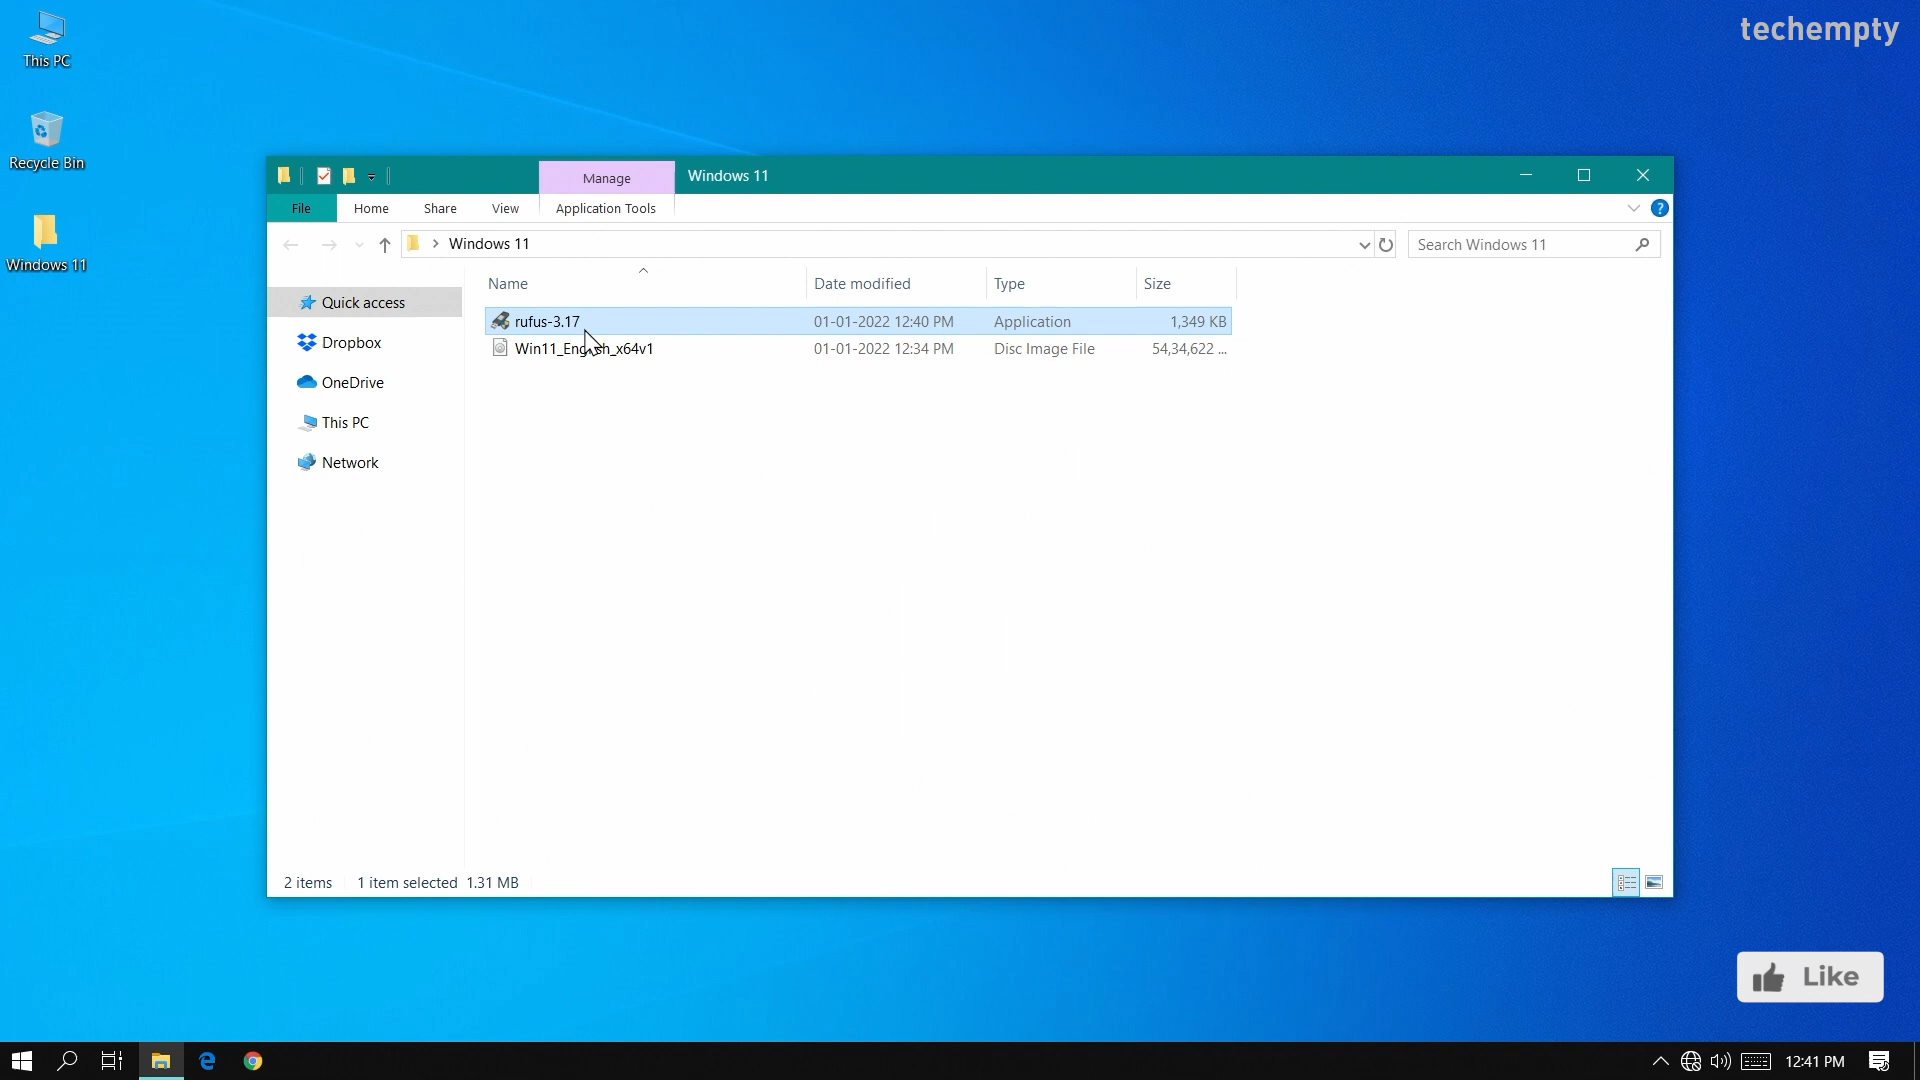 techempty
This PC
Recycle Bin
Windows 11
Manage
Windows 11
File
Home
Share
View
Application Tools
Windows 11
Search Windows 11
Name
Date modified
Type
Size
Quick access
Dropbox
OneDrive
This PC
Network
rufus-3.17
01-01-2022 12:40 PM
Application
1,349 KB
Win11_English_x64v1
01-01-2022 12:34 PM
Disc Image File
54,34,622 ...
2 items
1 item selected 1.31 MB
Like
12:41 PM